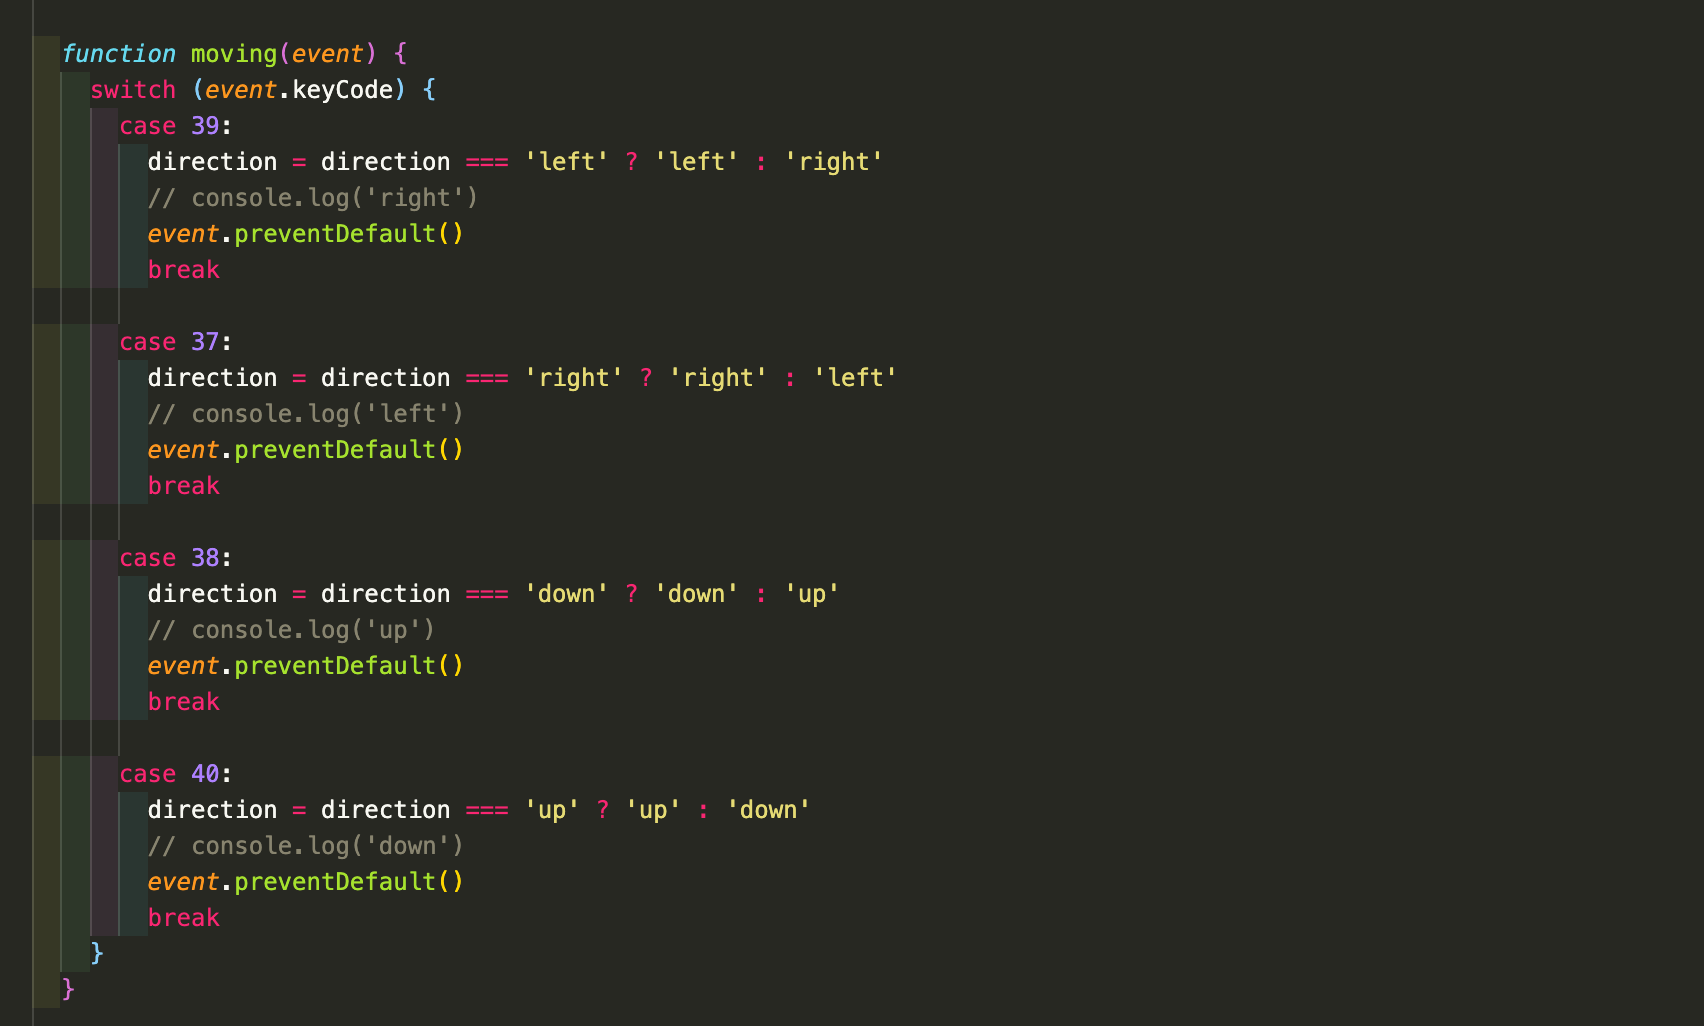 function moving(event) {
switch (event.keyCode) {
case 39:
direction = direction === 'left' ? 'left' : 'right'
// console.log('right')
event.preventDefault()
break
case 37:
direction = direction === 'right' ? 'right' : 'left'
// console.log('left')
event.preventDefault()
break
case 38:
direction = direction === 'down' ? 'down' : 'up'
// console.log('up')
event.preventDefault()
break
case 40:
direction = direction === 'up' ? 'up' : 'down'
// console.log('down')
event.preventDefault()
break
}
}